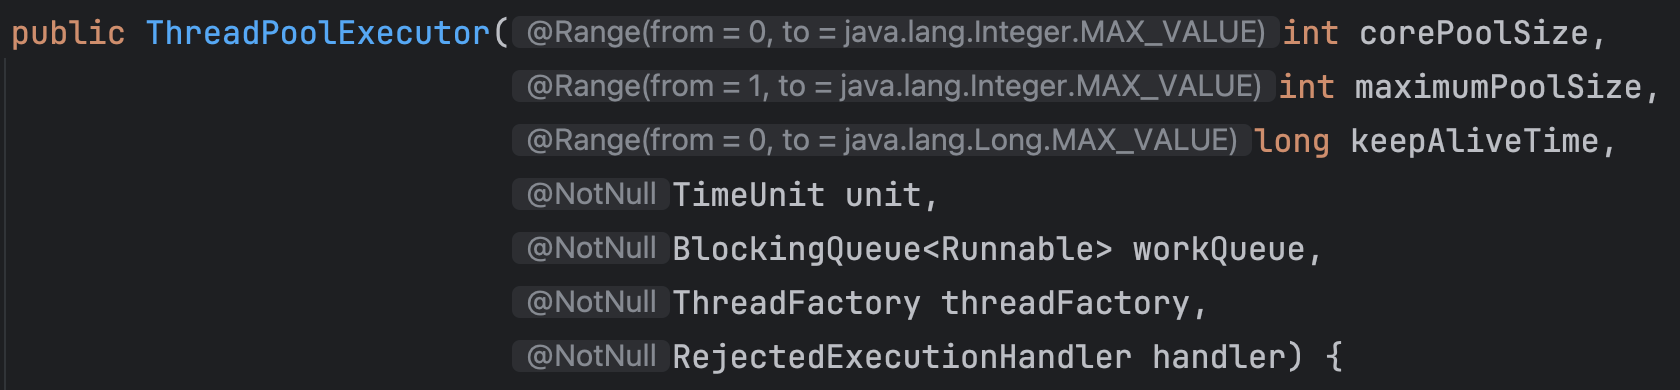 public ThreadPoolExecutor( @Range(from = 0, to = java.lang.Integer.MAX_VALUE) int corePoolSize,
@Range(from = 1, to = java.lang.Integer.MAX_VALUE) int maximumPoolSize,
@Range(from = 0, to = java.lang.Long.MAX_VALUE) long keepAliveTime,
@NotNull TimeUnit unit,
@NotNull BlockingQueue<Runnable> workQueue,
@NotNull ThreadFactory threadFactory,
@NotNull RejectedExecutionHandler handler) {